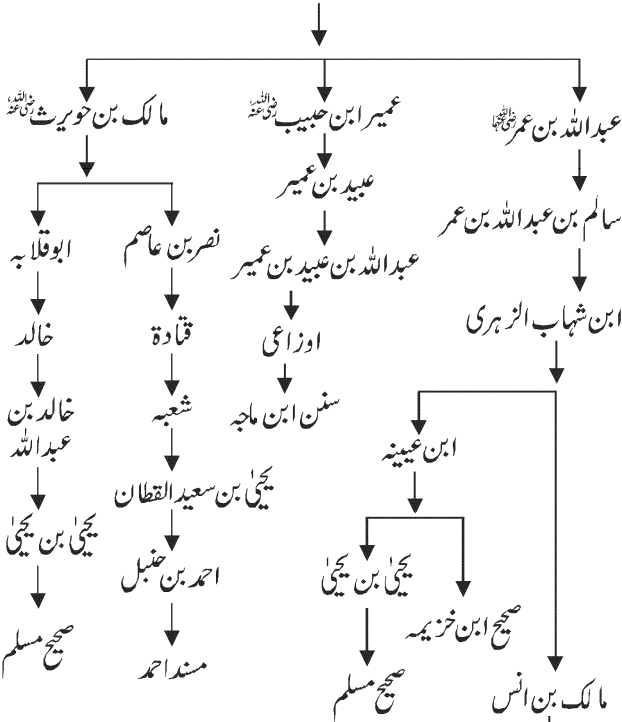 عبداللہ بن عمر رضی اللہ عنہما
سالم بن عبداللہ بن عمر
ابن شہاب الزہری
ابن عیینہ
یحییٰ بن یحییٰ
صحیح مسلم
صحیح ابن خزیمہ
مالک بن انس
عمیر ابن حبیب رضی اللہ عنہ
عبید بن عمیر
عبداللہ بن عبید بن عمیر
اوزاعی
سنن ابن ماجہ
مالک بن حویرث رضی اللہ عنہ
نصر بن عاصم
قتادۃ
شعبہ
یحییٰ بن سعید القطان
احمد بن حنبل
مسند احمد
ابوقلابہ
خالد
خالد بن
عبداللہ
یحییٰ بن یحییٰ
صحیح مسلم